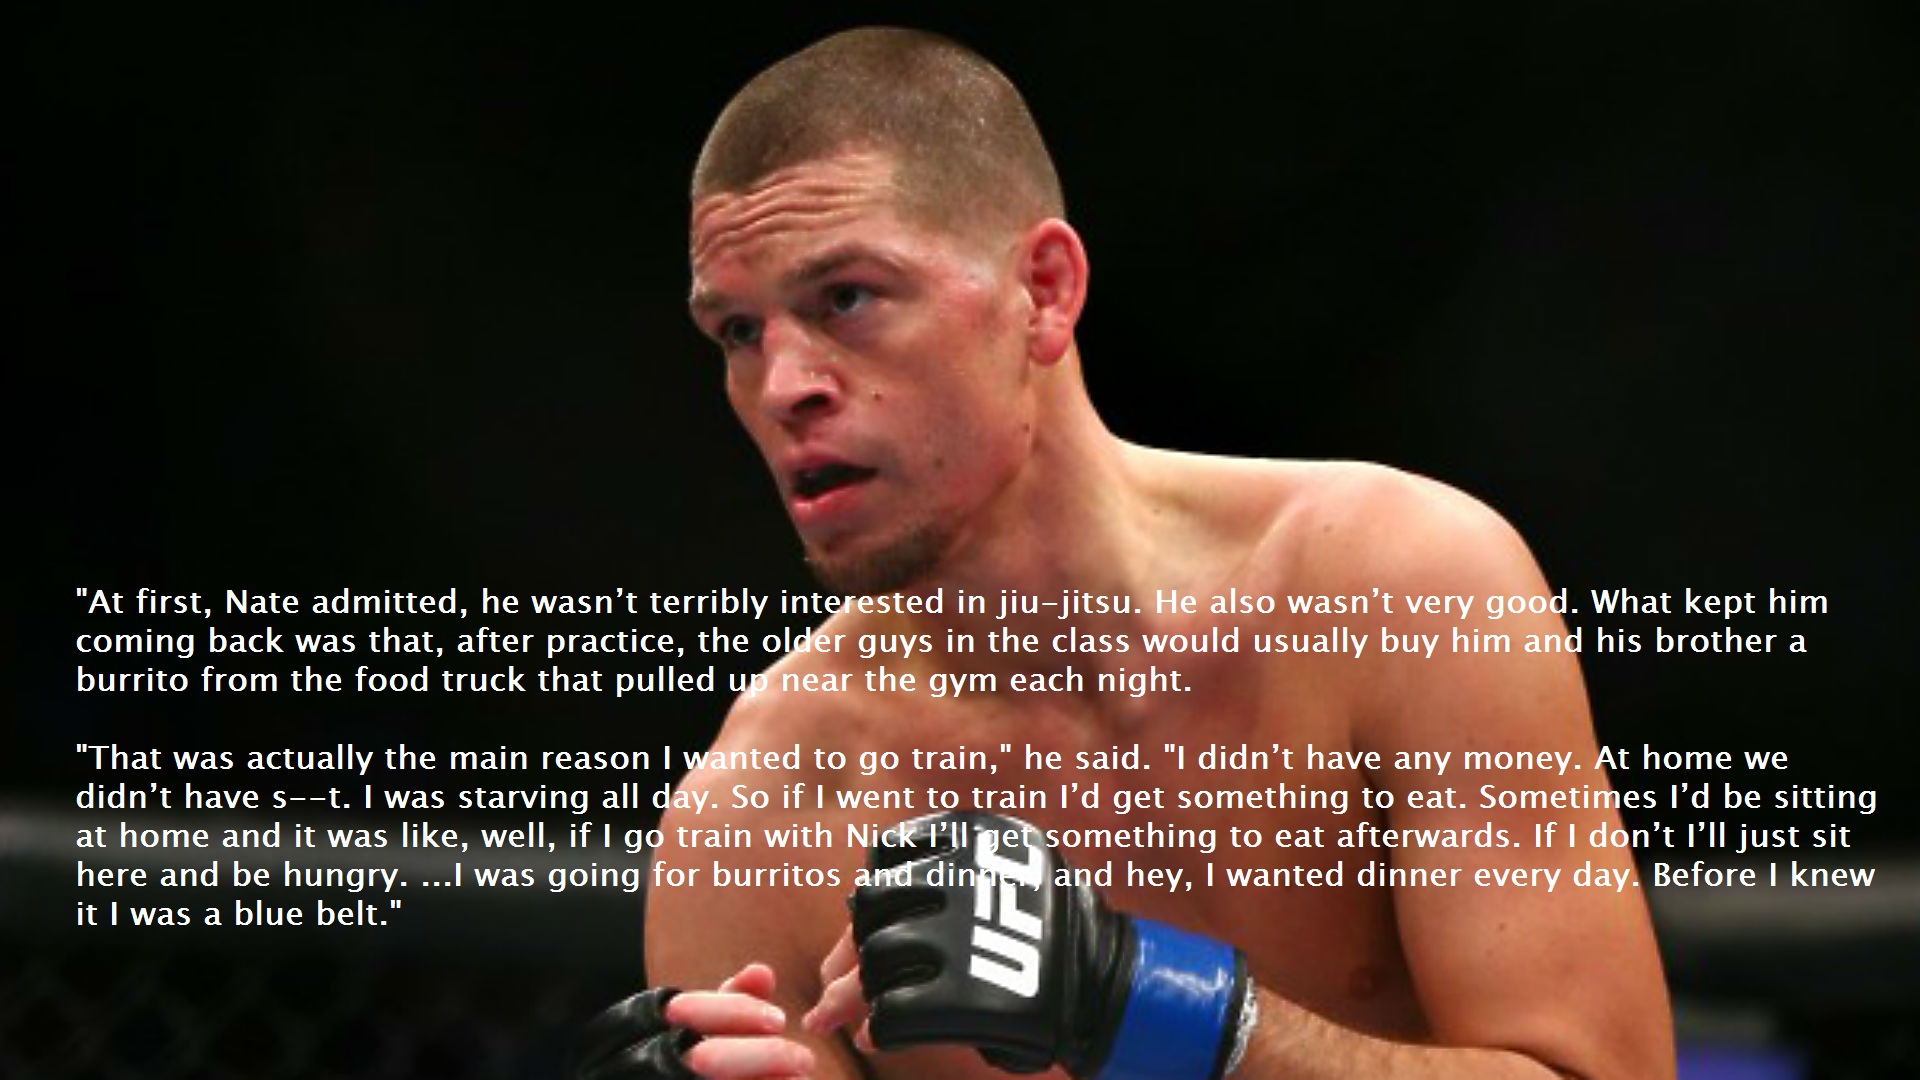 "At first, Nate admitted, he wasn’t terribly interested in jiu-jitsu. He also wasn’t very good. What kept him
coming back was that, after practice, the older guys in the class would usually buy him and his brother a
burrito from the food truck that pulled up near the gym each night.
"That was actually the main reason I wanted to go train," he said. "I didn’t have any money. At home we
didn’t have s--t. I was starving all day. So if I went to train I’d get something to eat. Sometimes I’d be sitting
at home and it was like, well, if I go train with Nick I’ll get something to eat afterwards. If I don’t I’ll just sit
here and be hungry. ...I was going for burritos and dinner, and hey, I wanted dinner every day. Before I knew
it I was a blue belt."
UFC